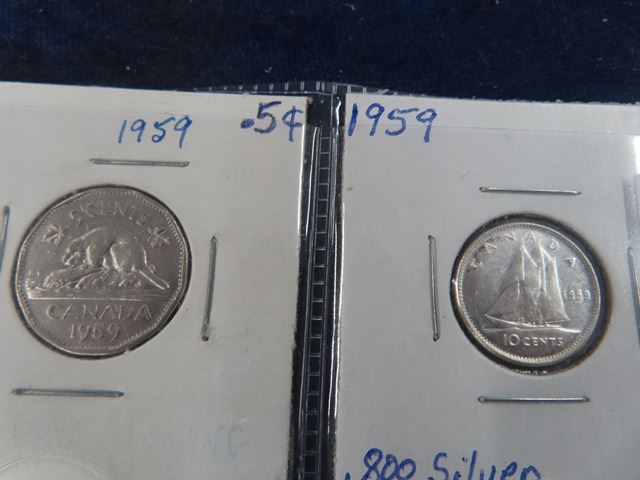 1959 .5¢
5 CENTS
CANADA
1959
1959
CANADA
1959
10 CENTS
.800 Silver